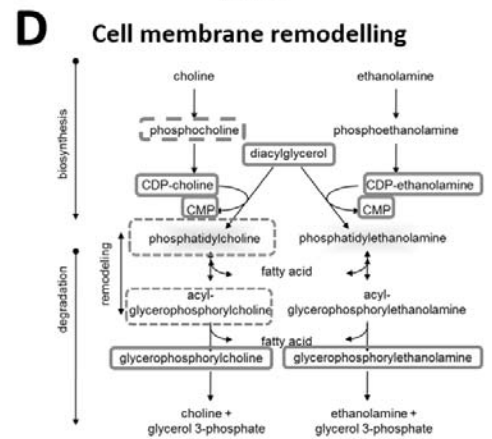 D Cell membrane remodelling
choline ethanolamine
phosphocholine phosphoethanolamine
diacylglycerol
CDP-choline CDP-ethanolamine
CMP CMP
phosphatidylcholine phosphatidylethanolamine
fatty acid
acyl- acyl-
glycerophosphorylcholine glycerophosphorylethanolamine
fatty acid
glycerophosphorylcholine glycerophosphorylethanolamine
choline + ethanolamine +
glycerol 3-phosphate glycerol 3-phosphate
biosynthesis
remodeling
degradation